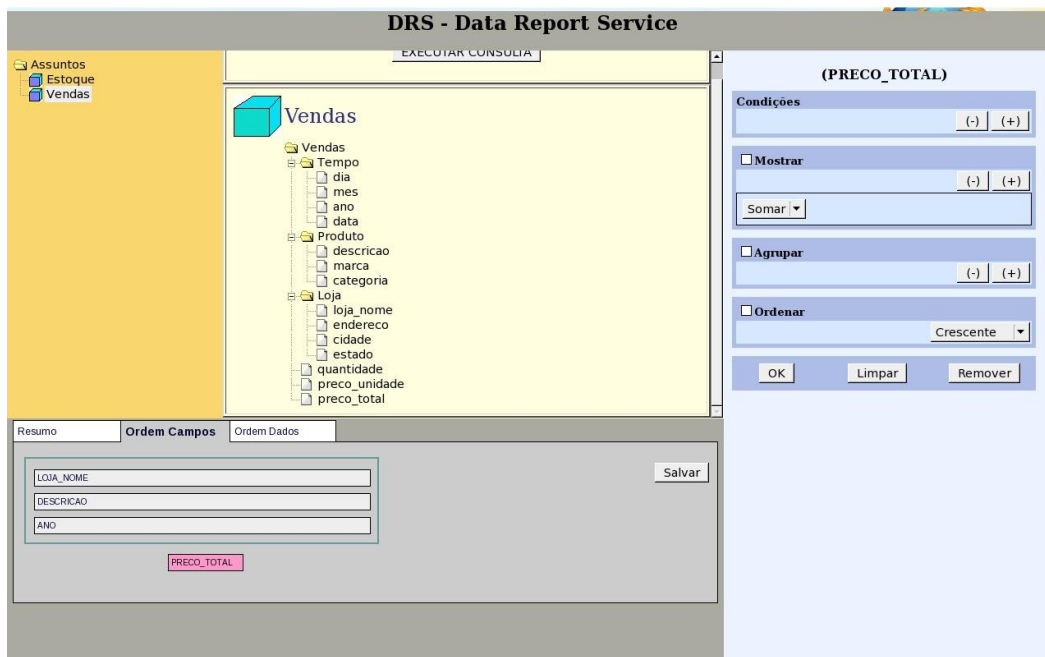 DRS - Data Report Service
Assuntos
Estoque
Vendas
EXECUTAR CONSULTA
Vendas
Vendas
Tempo
dia
mes
ano
data
Produto
descricao
marca
categoria
Loja
loja_nome
endereco
cidade
estado
quantidade
preco_unidade
preco_total
(PRECO_TOTAL)
Condições
(-) (+)
Mostrar
(-) (+)
Somar
Agrupar
(-) (+)
Ordenar
Crescente
OK Limpar Remover
Resumo Ordem Campos Ordem Dados
Salvar
LOJA_NOME
DESCRICAO
ANO
PRECO_TOTAL